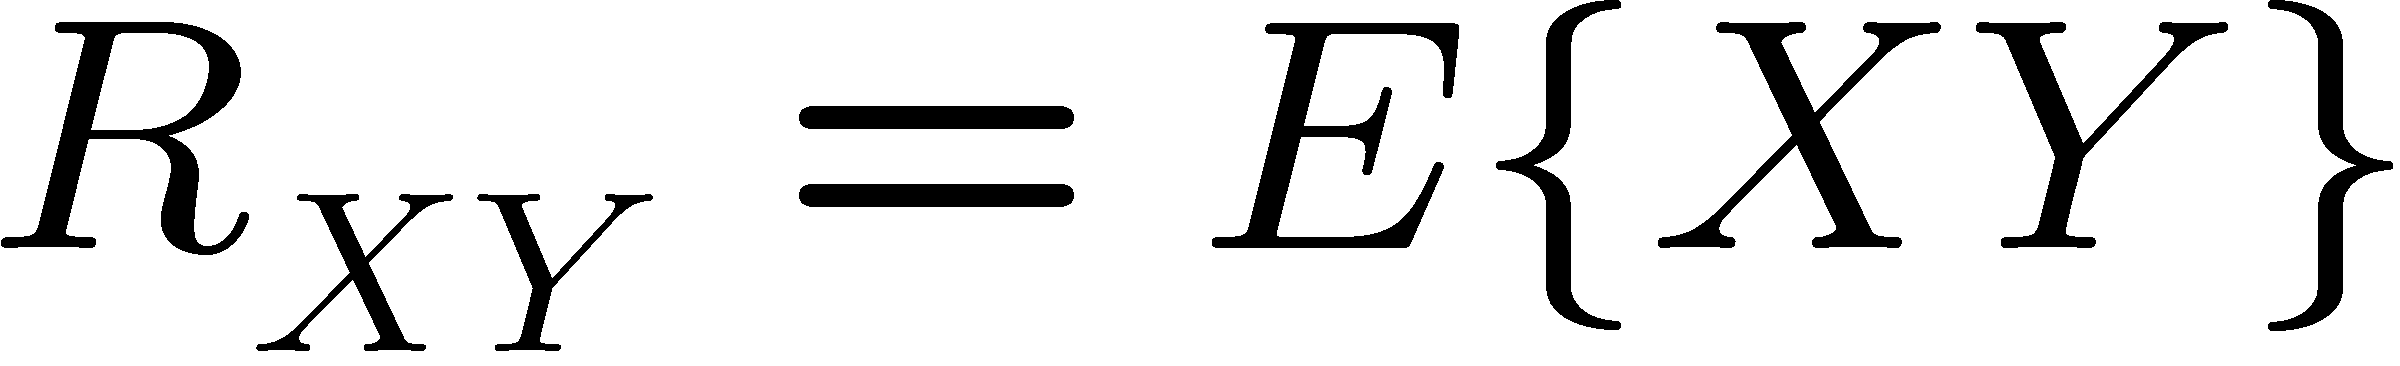 R_{XY} = E\{XY\}